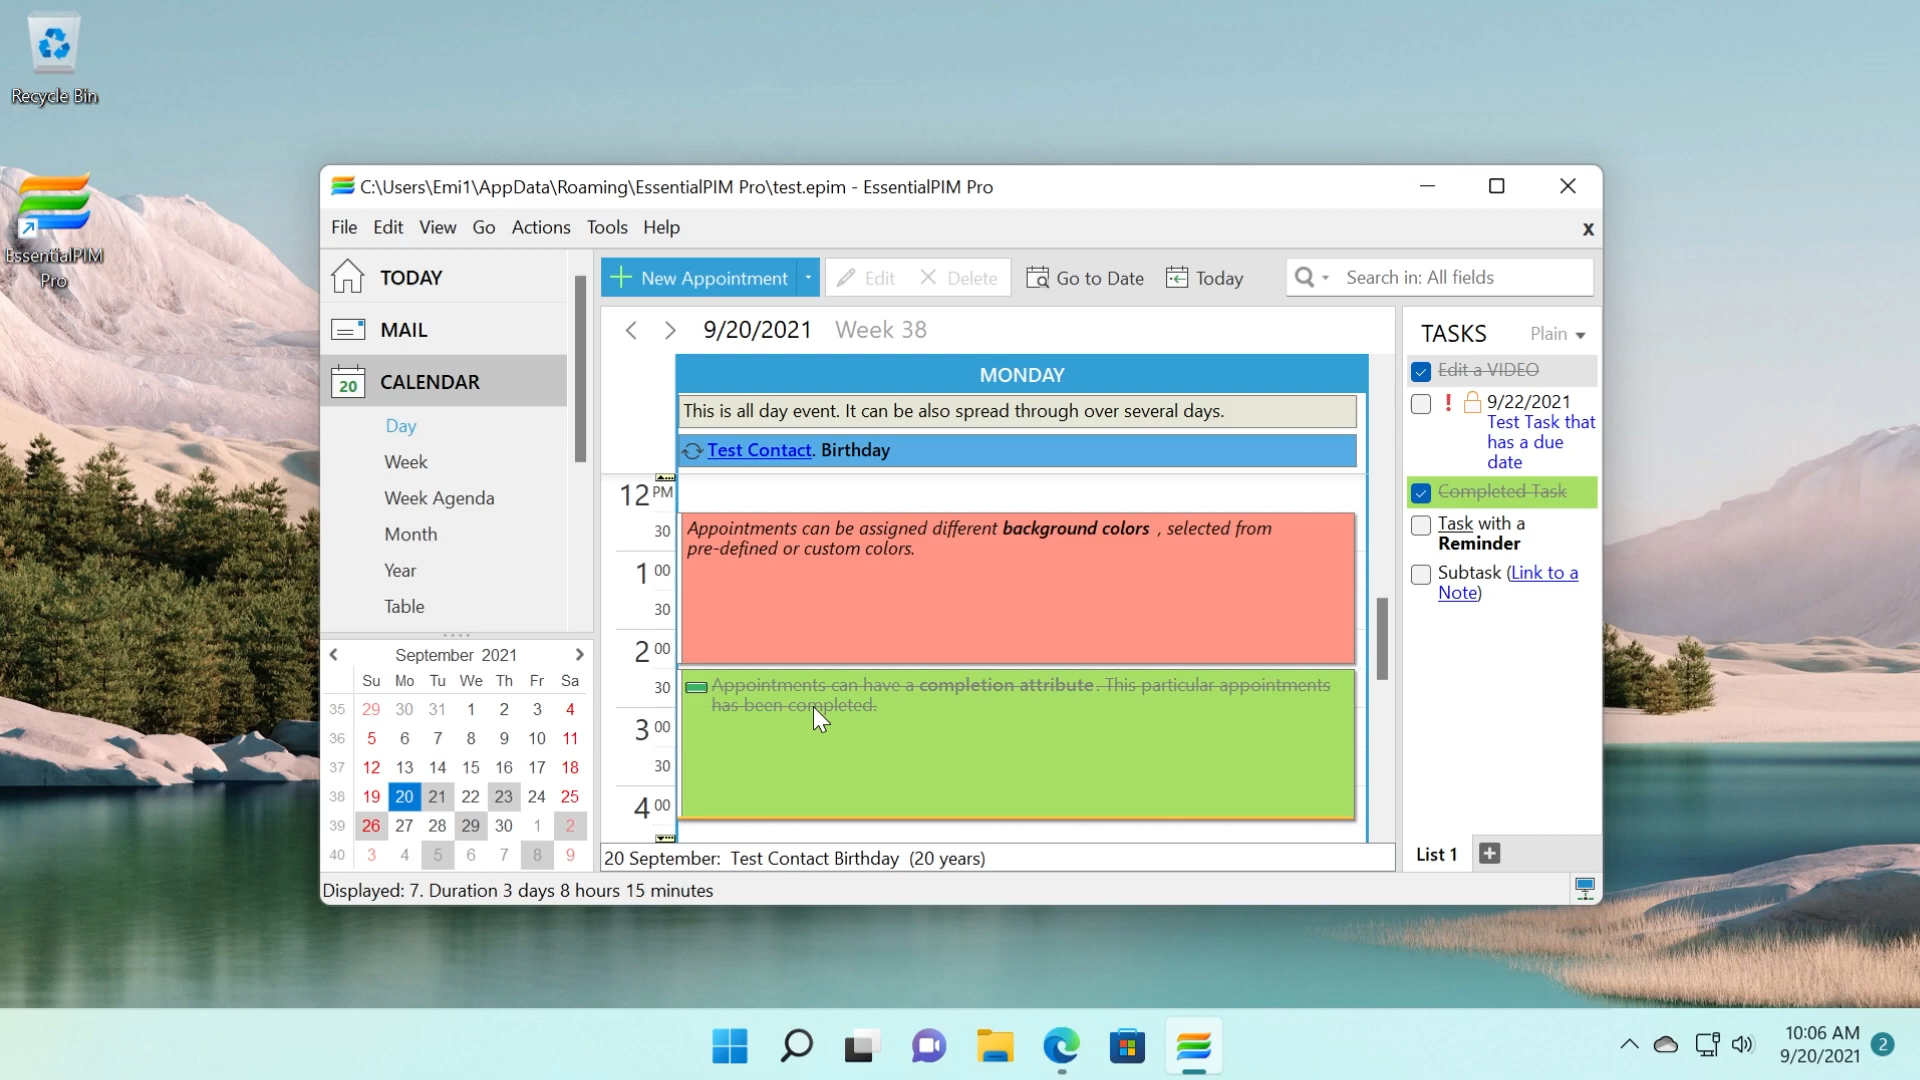 Recycle Bin
EssentialPIM
Pro
C:\Users\Emi1\AppData\Roaming\EssentialPIM Pro\test.epim - EssentialPIM Pro
File Edit View Go Actions Tools Help
x
TODAY
MAIL
20 CALENDAR
Day
Week
Week Agenda
Month
Year
Table
September 2021
Su Mo Tu We Th Fr Sa
35 29 30 31 1 2 3 4
36 5 6 7 8 9 10 11
37 12 13 14 15 16 17 18
38 19 20 21 22 23 24 25
39 26 27 28 29 30 1 2
40 3 4 5 6 7 8 9
New Appointment Edit Delete Go to Date Today Search in: All fields
9/20/2021 Week 38
MONDAY
This is all day event. It can be also spread through over several days.
Test Contact. Birthday
12 PM
30
1 00
30
2 00
30
3 00
30
4 00
Appointments can be assigned different background colors , selected from
pre-defined or custom colors.
Appointments can have a completion attribute. This particular appointments
has been completed.
20 September: Test Contact Birthday (20 years)
TASKS Plain
Edit a VIDEO
! 9/22/2021
Test Task that
has a due
date
Completed Task
Task with a
Reminder
Subtask (Link to a
Note)
List 1
Displayed: 7. Duration 3 days 8 hours 15 minutes
10:06 AM
9/20/2021
2